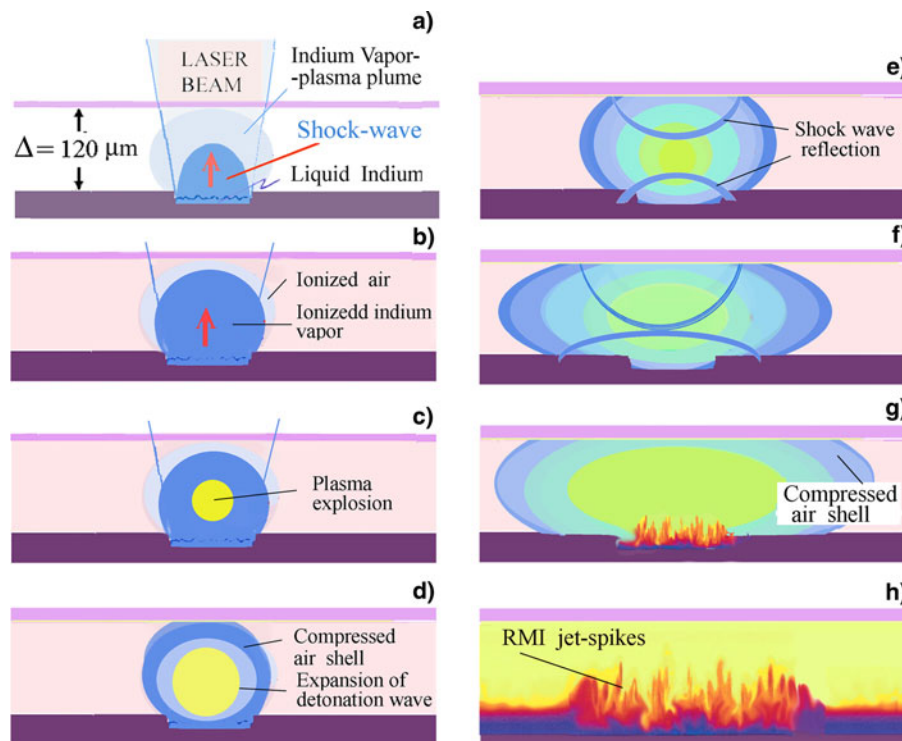 a)
LASER
BEAM
Indium Vapor-
-plasma plume
Δ = 120 μm
Shock-wave
Liquid Indium
b)
Ionized air
Ionizedd indium
vapor
c)
Plasma
explosion
d)
Compressed
air shell
Expansion of
detonation wave
e)
Shock wave
reflection
f)
g)
Compressed
air shell
h)
RMI jet-spikes